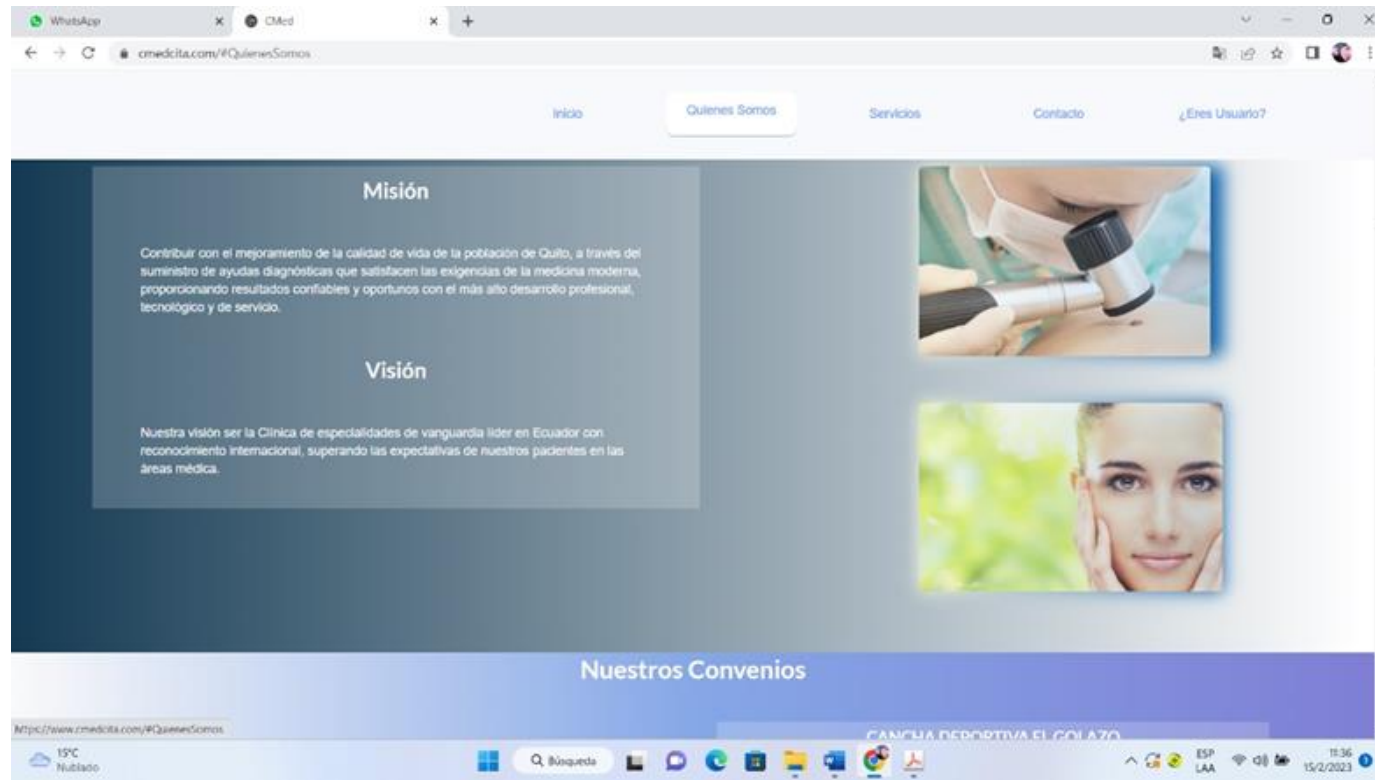 WhatsApp
CMed
cmedcita.com/#QuienesSomos
Inicio
Quienes Somos
Servicios
Contacto
¿Eres Usuario?
Misión
Contribuir con el mejoramiento de la calidad de vida de la población de Quito, a través del
suministro de ayudas diagnósticas que satisfacen las exigencias de la medicina moderna,
proporcionando resultados confiables y oportunos con el más alto desarrollo profesional,
tecnológico y de servicio.
Visión
Nuestra visión ser la Clínica de especialidades de vanguardia líder en Ecuador con
reconocimiento internacional, superando las expectativas de nuestros pacientes en las
áreas médica.
Nuestros Convenios
CANCHA DEPORTIVA EL GOLAZO
https://www.cmedcita.com/#QuienesSomos
15°C
Nublado
Búsqueda
ESP
LAA
11:36
15/2/2023